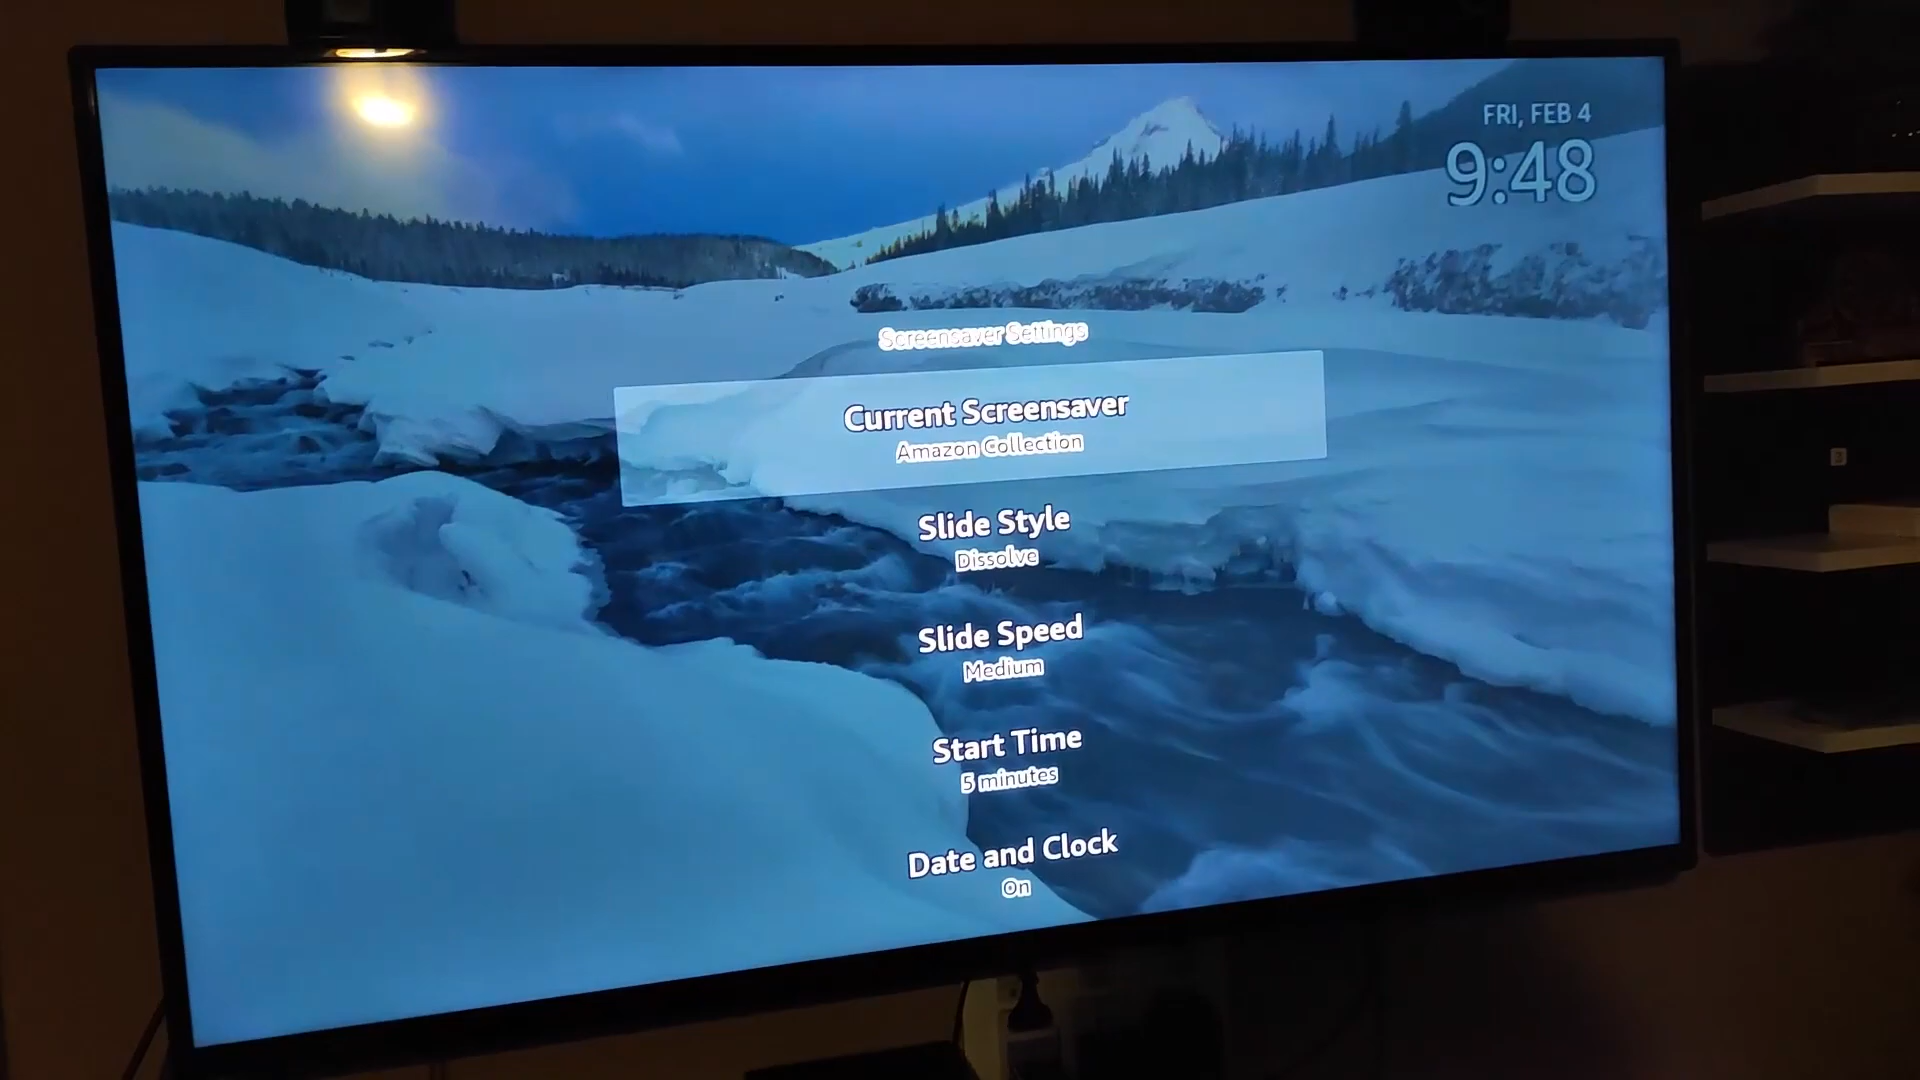 FRI, FEB 4
9:48
Screensaver Settings
Current Screensaver
Amazon Collection
Slide Style
Dissolve
Slide Speed
Medium
Start Time
5 minutes
Date and Clock
On